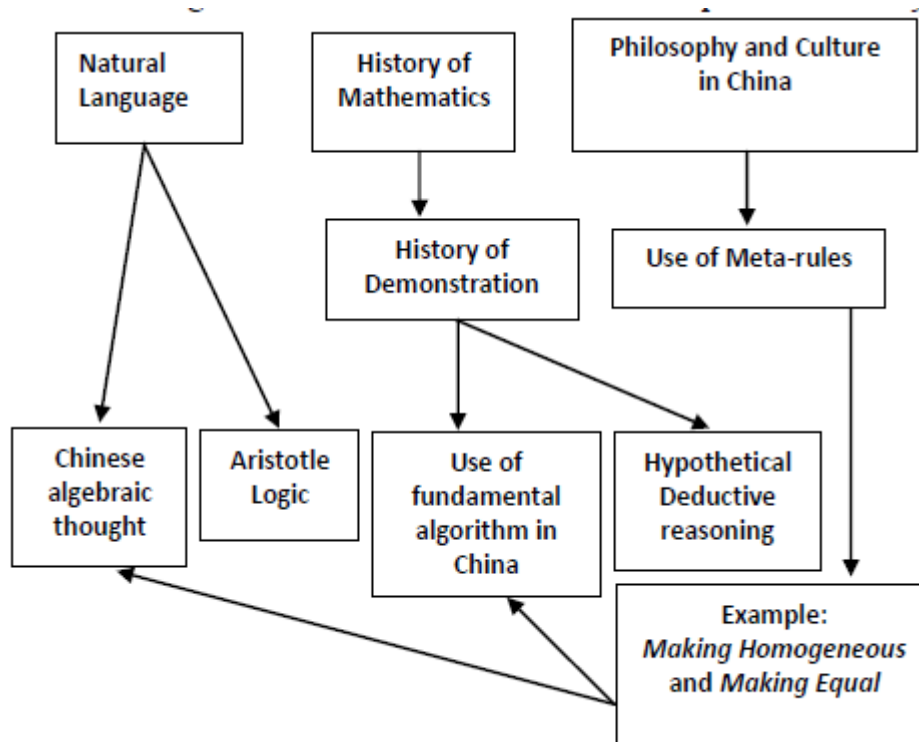 Natural
Language
History of
Mathematics
Philosophy and Culture
in China
History of
Demonstration
Use of Meta-rules
Chinese
algebraic
thought
Aristotle
Logic
Use of
fundamental
algorithm in
China
Hypothetical
Deductive
reasoning
Example:
Making Homogeneous
and Making Equal